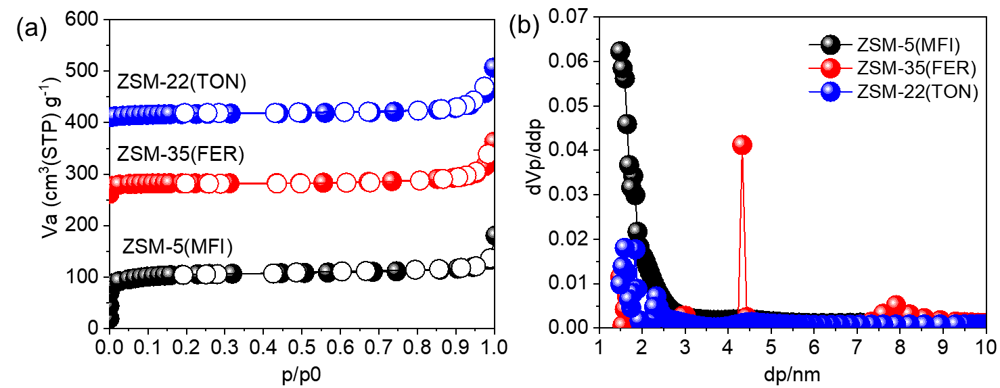 (a)
Va (cm³(STP) g⁻¹)
600
500
400
300
200
100
0
ZSM-22(TON)
ZSM-35(FER)
ZSM-5(MFI)
0.0 0.1 0.2 0.3 0.4 0.5 0.6 0.7 0.8 0.9 1.0
p/p0
(b)
dVp/ddp
0.07
0.06
0.05
0.04
0.03
0.02
0.01
0.00
ZSM-5(MFI)
ZSM-35(FER)
ZSM-22(TON)
1 2 3 4 5 6 7 8 9 10
dp/nm